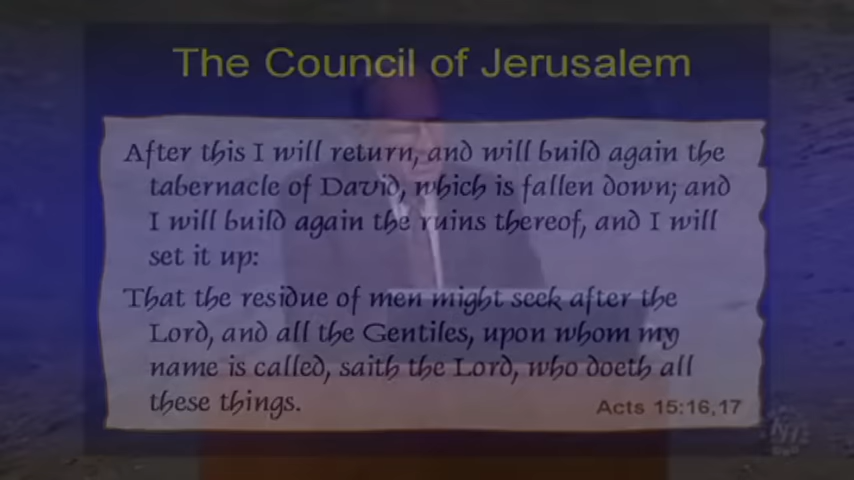 The Council of Jerusalem
After this I will return, and will build again the
tabernacle of David, which is fallen down; and
I will build again the ruins thereof, and I will
set it up:
That the residue of men might seek after the
Lord, and all the Gentiles, upon whom my
name is called, saith the Lord, who doeth all
these things.
Acts 15:16,17